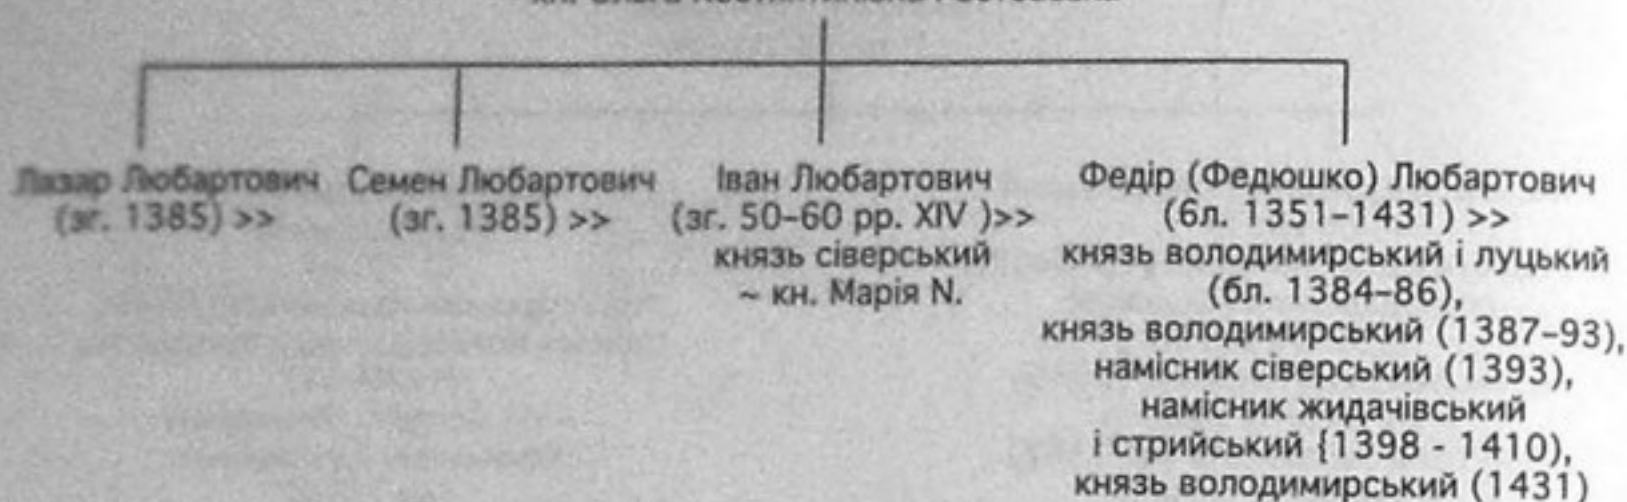 Лазар Любартович
(зг. 1385) >>
Семен Любартович
(зг. 1385) >>
Іван Любартович
(зг. 50–60 рр. XIV )>>
князь сіверський
~ кн. Марія N.
Федір (Федюшко) Любартович
(бл. 1351–1431) >>
князь володимирський і луцький
(бл. 1384–86),
князь володимирський (1387–93),
намісник сіверський (1393),
намісник жидачівський
і стрийський {1398 - 1410),
князь володимирський (1431)